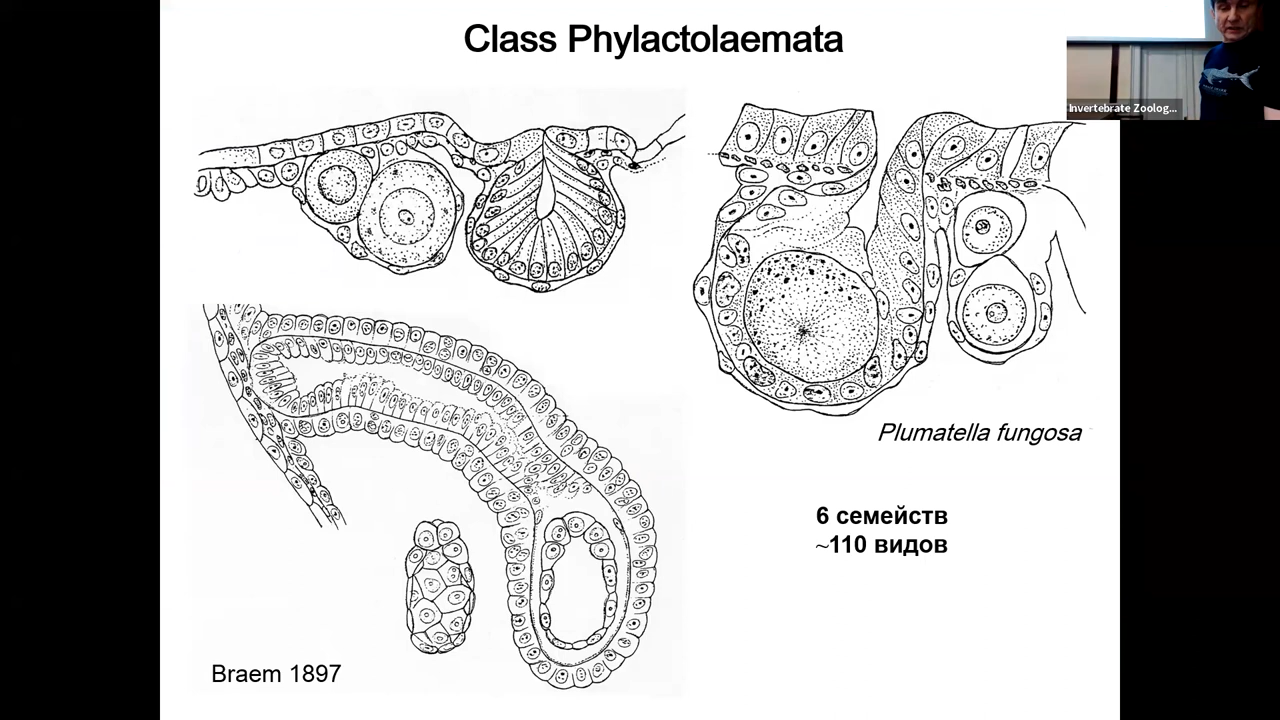 Class Phylactolaemata
Invertebrate Zoolog...
Plumatella fungosa
6 семейств
~110 видов
Braem 1897